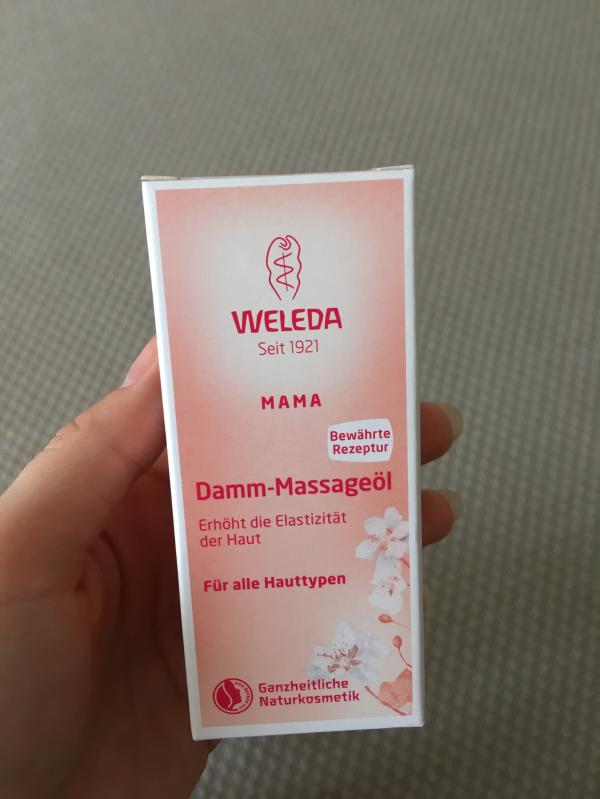 WELEDA
Seit 1921
MAMA
Bewährte
Rezeptur
Damm-Massageöl
Erhöht die Elastizität
der Haut
Für alle Hauttypen
Ganzheitliche
Naturkosmetik